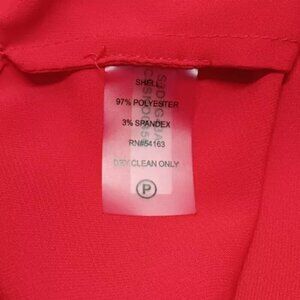 SHELL
97% POLYESTER
3% SPANDEX
RN#54163
DRY CLEAN ONLY
P